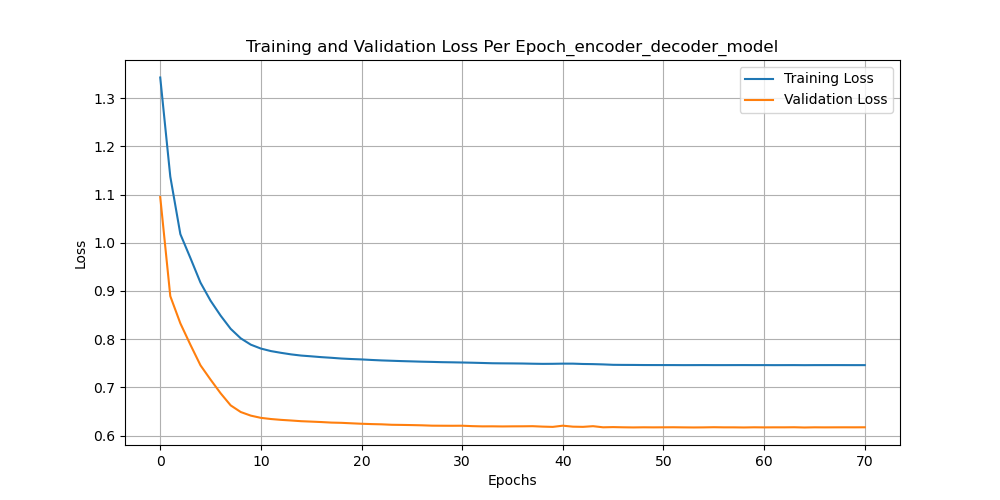 Training and Validation Loss Per Epoch_encoder_decoder_model
Training Loss
Validation Loss
Loss
1.3
1.2
1.1
1.0
0.9
0.8
0.7
0.6
0 10 20 30 40 50 60 70
Epochs